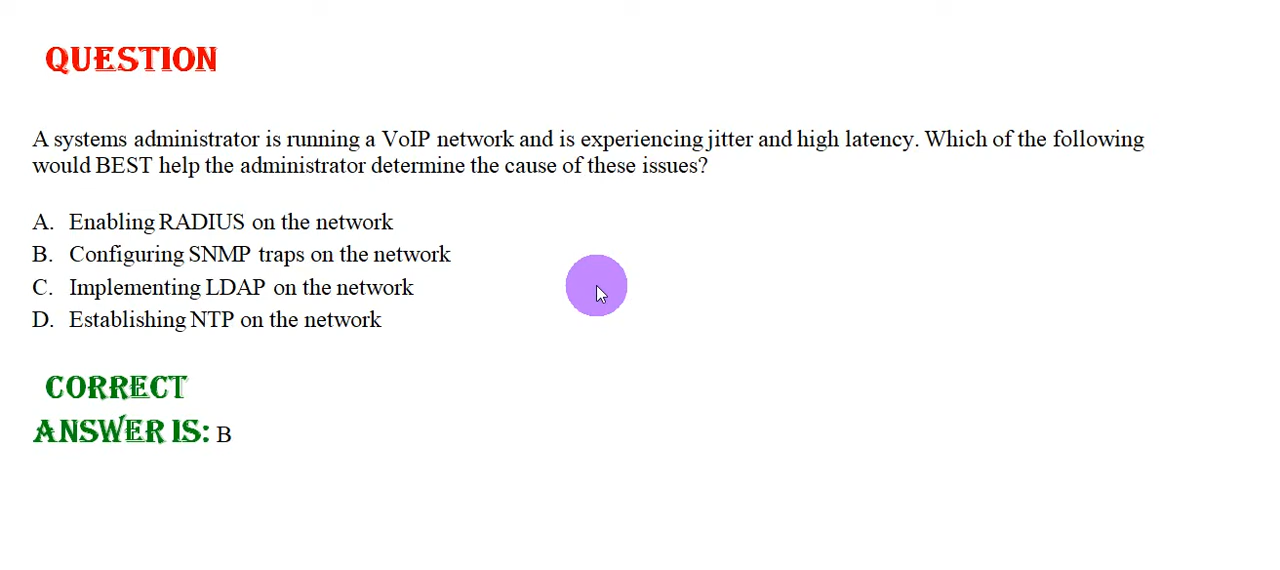 QUESTION
A systems administrator is running a VoIP network and is experiencing jitter and high latency. Which of the following
would BEST help the administrator determine the cause of these issues?
A. Enabling RADIUS on the network
B. Configuring SNMP traps on the network
C. Implementing LDAP on the network
D. Establishing NTP on the network
CORRECT
ANSWER IS: B